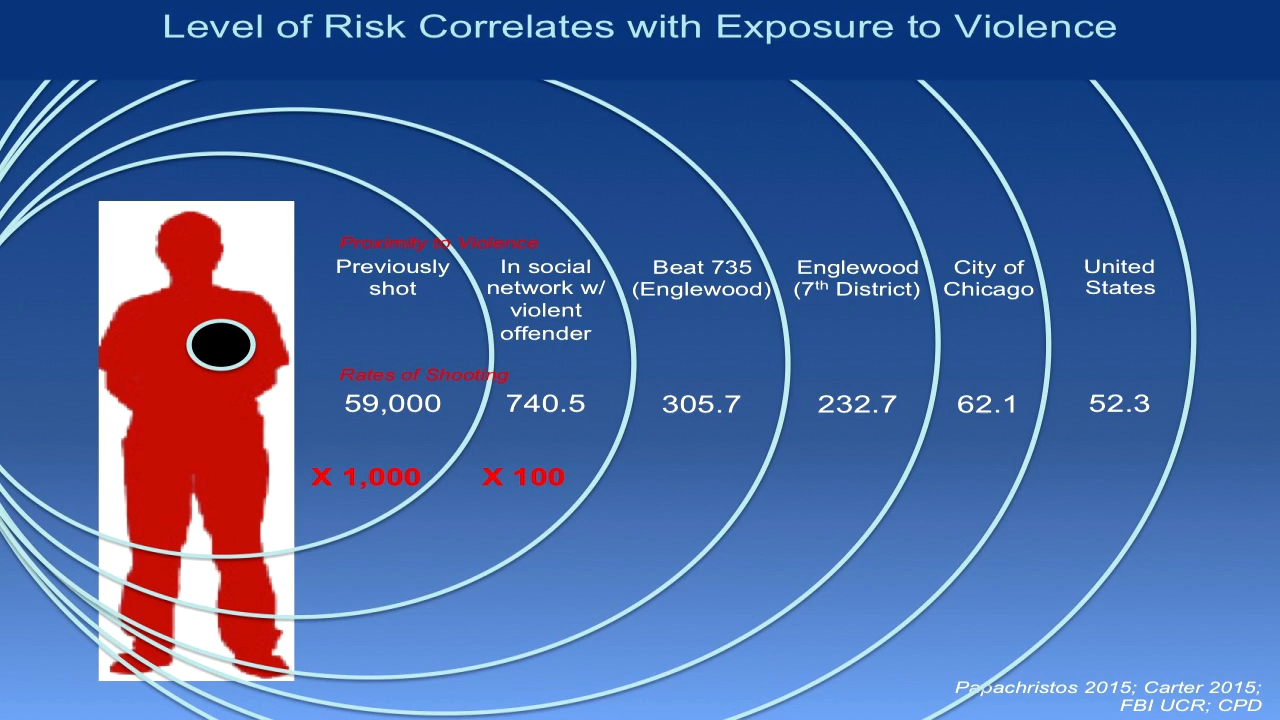 Level of Risk Correlates with Exposure to Violence
Proximity to Violence
Previously
shot
In social
network w/
violent
offender
Beat 735
(Englewood)
Englewood
(7th District)
City of
Chicago
United
States
Rates of Shooting
59,000
740.5
305.7
232.7
62.1
52.3
X 1,000
X 100
Papachristos 2015; Carter 2015;
FBI UCR; CPD